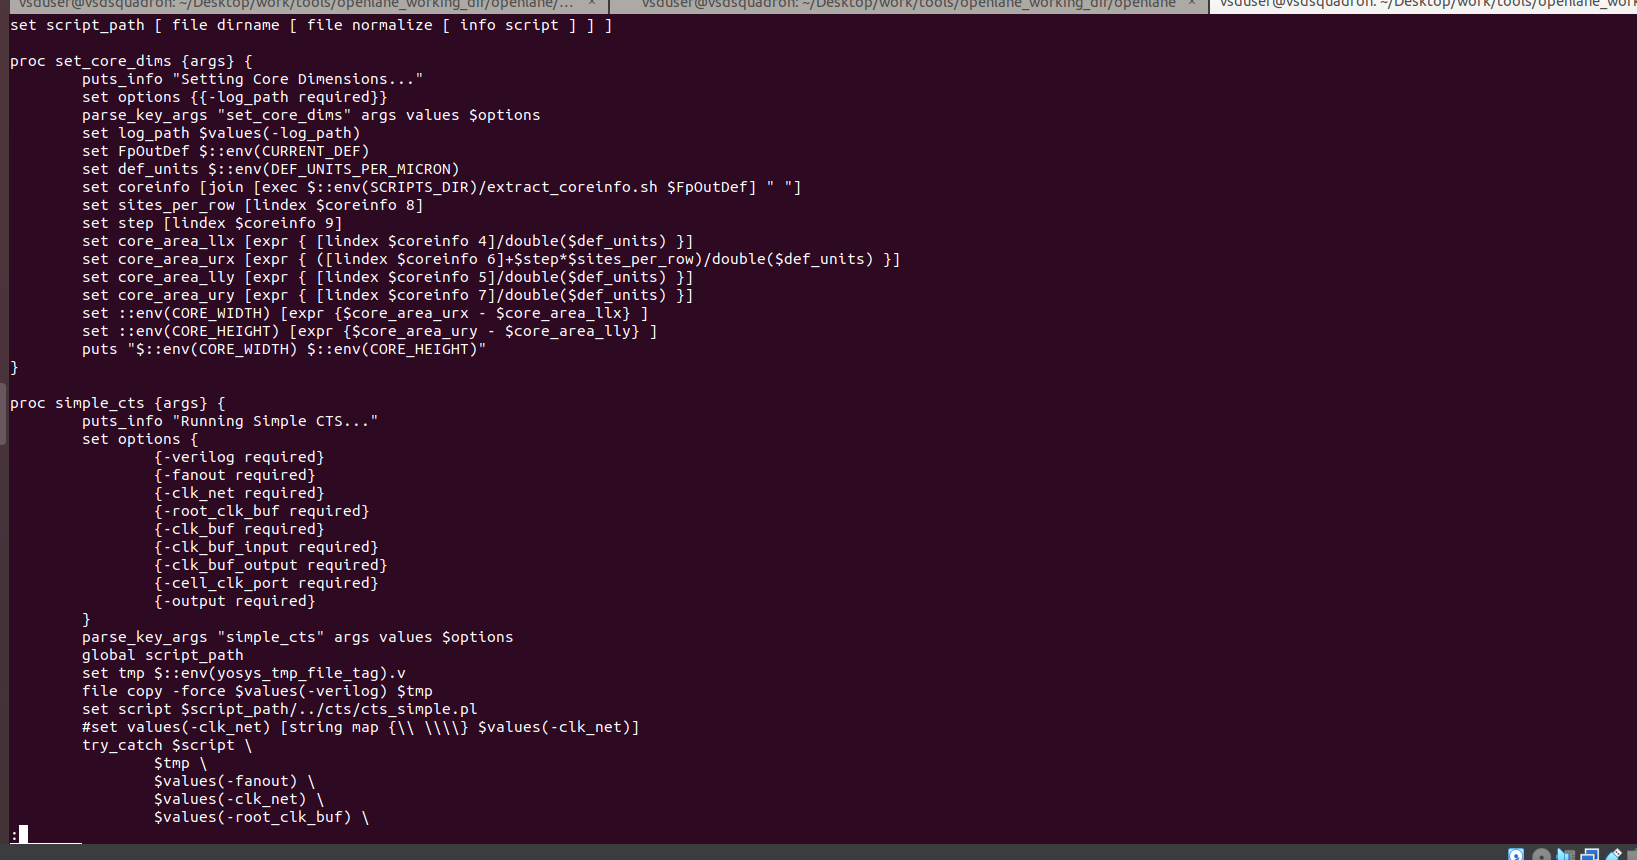 vsduser@vsdsquadron: ~/Desktop/work/tools/openlane_working_dir/openlane/... × vsduser@vsdsquadron: ~/Desktop/work/tools/openlane_working_dir/openlane × vsduser@vsdsquadron: ~/Desktop/work/tools/openlane_work
set script_path [ file dirname [ file normalize [ info script ] ] ]

proc set_core_dims {args} {
        puts_info "Setting Core Dimensions..."
        set options {{-log_path required}}
        parse_key_args "set_core_dims" args values $options
        set log_path $values(-log_path)
        set FpOutDef $::env(CURRENT_DEF)
        set def_units $::env(DEF_UNITS_PER_MICRON)
        set coreinfo [join [exec $::env(SCRIPTS_DIR)/extract_coreinfo.sh $FpOutDef] " "]
        set sites_per_row [lindex $coreinfo 8]
        set step [lindex $coreinfo 9]
        set core_area_llx [expr { [lindex $coreinfo 4]/double($def_units) }]
        set core_area_urx [expr { ([lindex $coreinfo 6]+$step*$sites_per_row)/double($def_units) }]
        set core_area_lly [expr { [lindex $coreinfo 5]/double($def_units) }]
        set core_area_ury [expr { [lindex $coreinfo 7]/double($def_units) }]
        set ::env(CORE_WIDTH) [expr {$core_area_urx - $core_area_llx} ]
        set ::env(CORE_HEIGHT) [expr {$core_area_ury - $core_area_lly} ]
        puts "$::env(CORE_WIDTH) $::env(CORE_HEIGHT)"
}

proc simple_cts {args} {
        puts_info "Running Simple CTS..."
        set options {
                {-verilog required}
                {-fanout required}
                {-clk_net required}
                {-root_clk_buf required}
                {-clk_buf required}
                {-clk_buf_input required}
                {-clk_buf_output required}
                {-cell_clk_port required}
                {-output required}
        }
        parse_key_args "simple_cts" args values $options
        global script_path
        set tmp $::env(yosys_tmp_file_tag).v
        file copy -force $values(-verilog) $tmp
        set script $script_path/../cts/cts_simple.pl
        #set values(-clk_net) [string map {\\ \\\\} $values(-clk_net)]
        try_catch $script \
                $tmp \
                $values(-fanout) \
                $values(-clk_net) \
                $values(-root_clk_buf) \
: